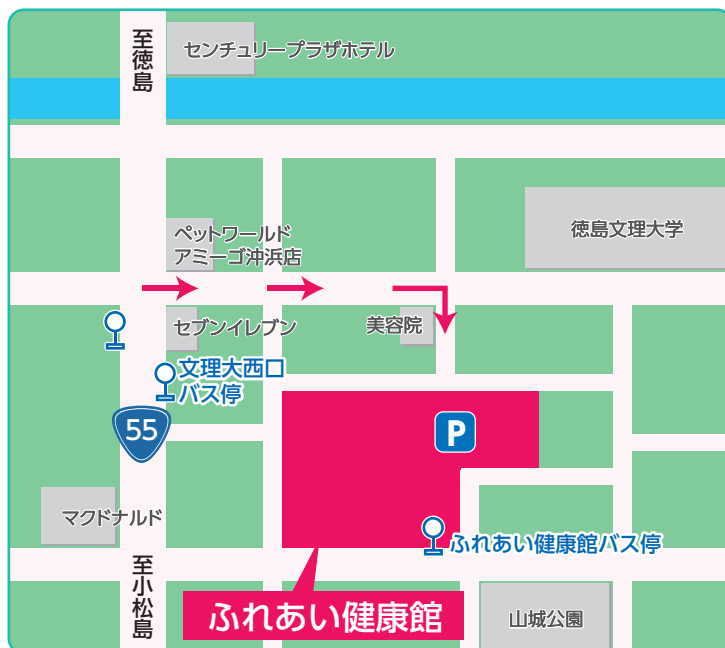 至徳島
センチュリープラザホテル
ペットワールド
アミーゴ沖浜店
徳島文理大学
セブンイレブン
美容院
文理大西口
バス停
55
P
マクドナルド
ふれあい健康館バス停
至小松島
ふれあい健康館
山城公園